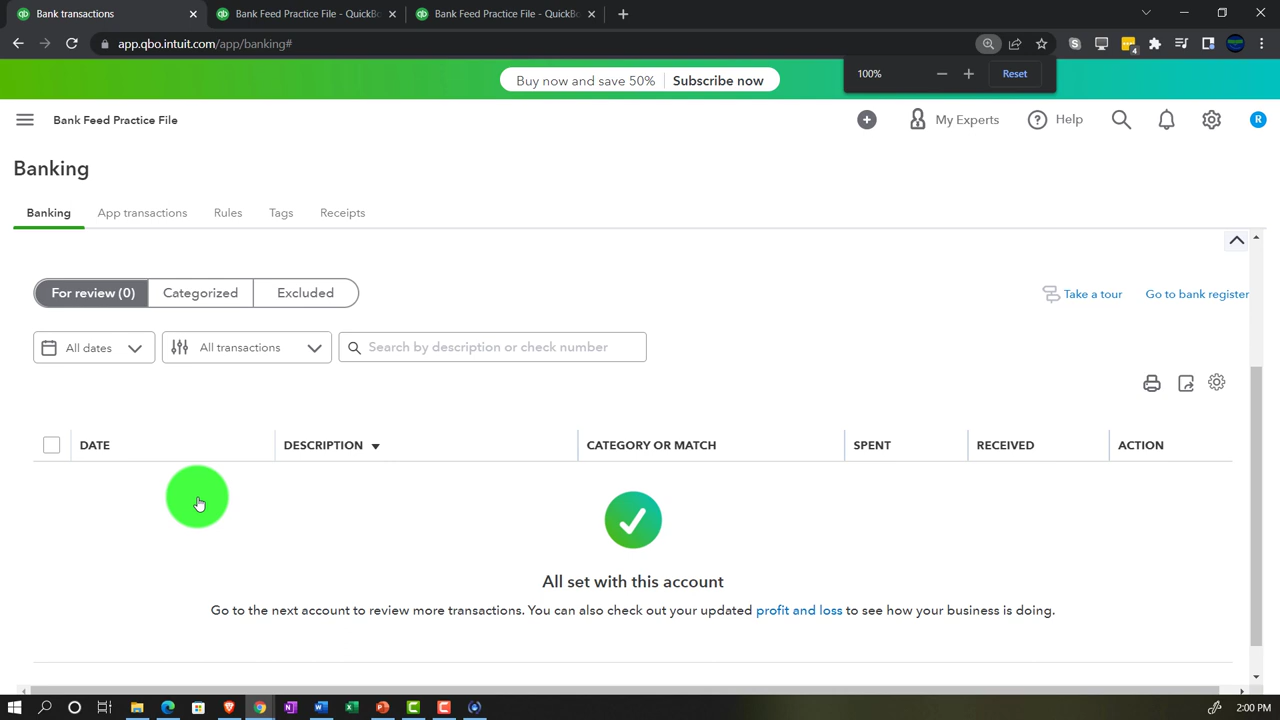 Bank transactions
Bank Feed Practice File - QuickBo
Bank Feed Practice File - QuickBo
app.qbo.intuit.com/app/banking#
4
100%
Reset
Buy now and save 50%
Subscribe now
Bank Feed Practice File
My Experts
Help
R
Banking
Banking
App transactions
Rules
Tags
Receipts
For review (0)
Categorized
Excluded
Take a tour
Go to bank register
All dates
All transactions
Search by description or check number
DATE
DESCRIPTION
CATEGORY OR MATCH
SPENT
RECEIVED
ACTION
All set with this account
Go to the next account to review more transactions. You can also check out your updated profit and loss to see how your business is doing.
2:00 PM